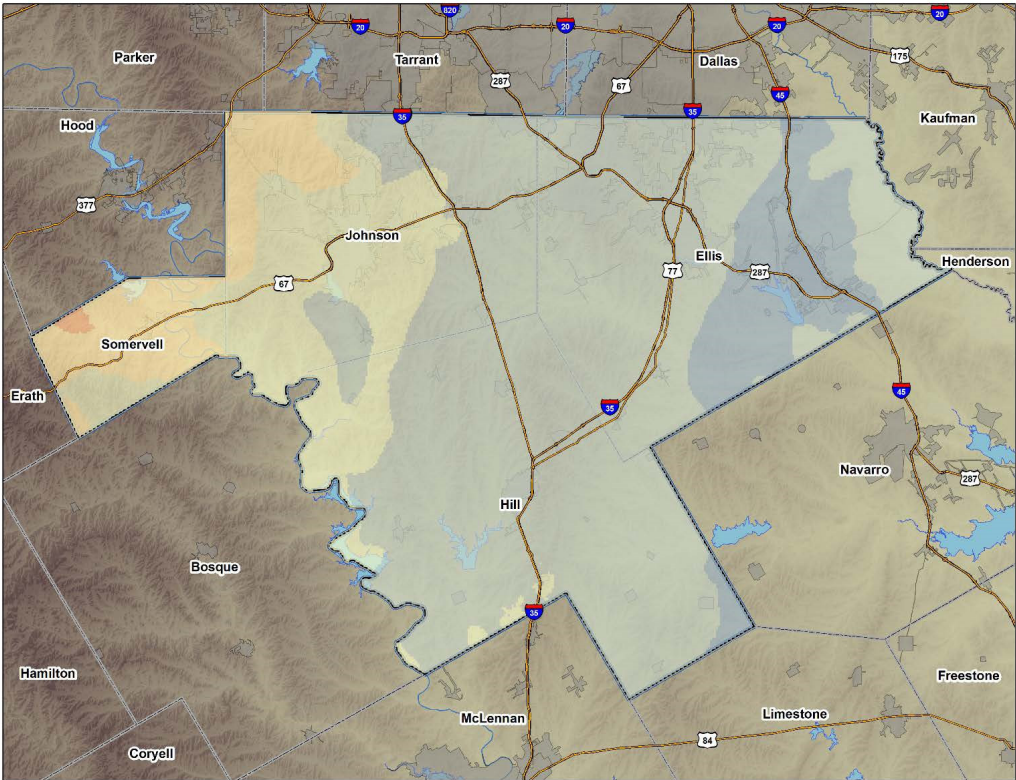 820
20
20
20
20
Parker
Tarrant
Dallas
175
287
67
45
35
35
Kaufman
Hood
377
Johnson
Ellis
Henderson
77
287
67
Somervell
Erath
45
35
Navarro
287
Hill
Bosque
35
Hamilton
Freestone
McLennan
Limestone
84
Coryell